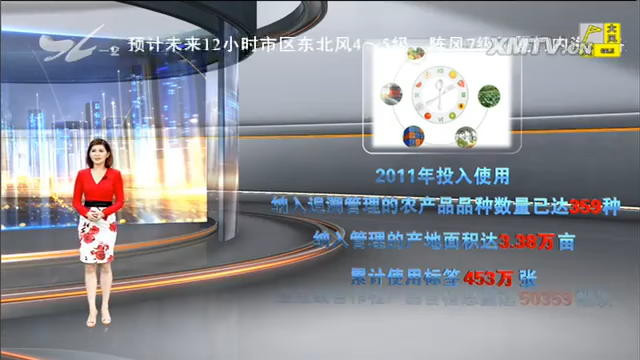 预计未来12小时市区东北风4～5级，阵风7级
XMTV.CN
大风
2011年投入使用
纳入追溯管理的农产品品种数量已达359种
纳入管理的产地面积达3.38万亩
累计使用标签453万张
50353